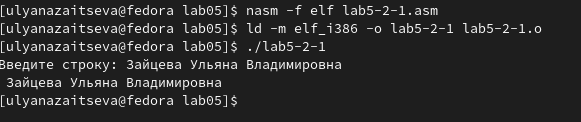 [ulyanazaitseva@fedora lab05]$ nasm -f elf lab5-2-1.asm
[ulyanazaitseva@fedora lab05]$ ld -m elf_i386 -o lab5-2-1 lab5-2-1.o
[ulyanazaitseva@fedora lab05]$ ./lab5-2-1
Введите строку: Зайцева Ульяна Владимировна
Зайцева Ульяна Владимировна
[ulyanazaitseva@fedora lab05]$